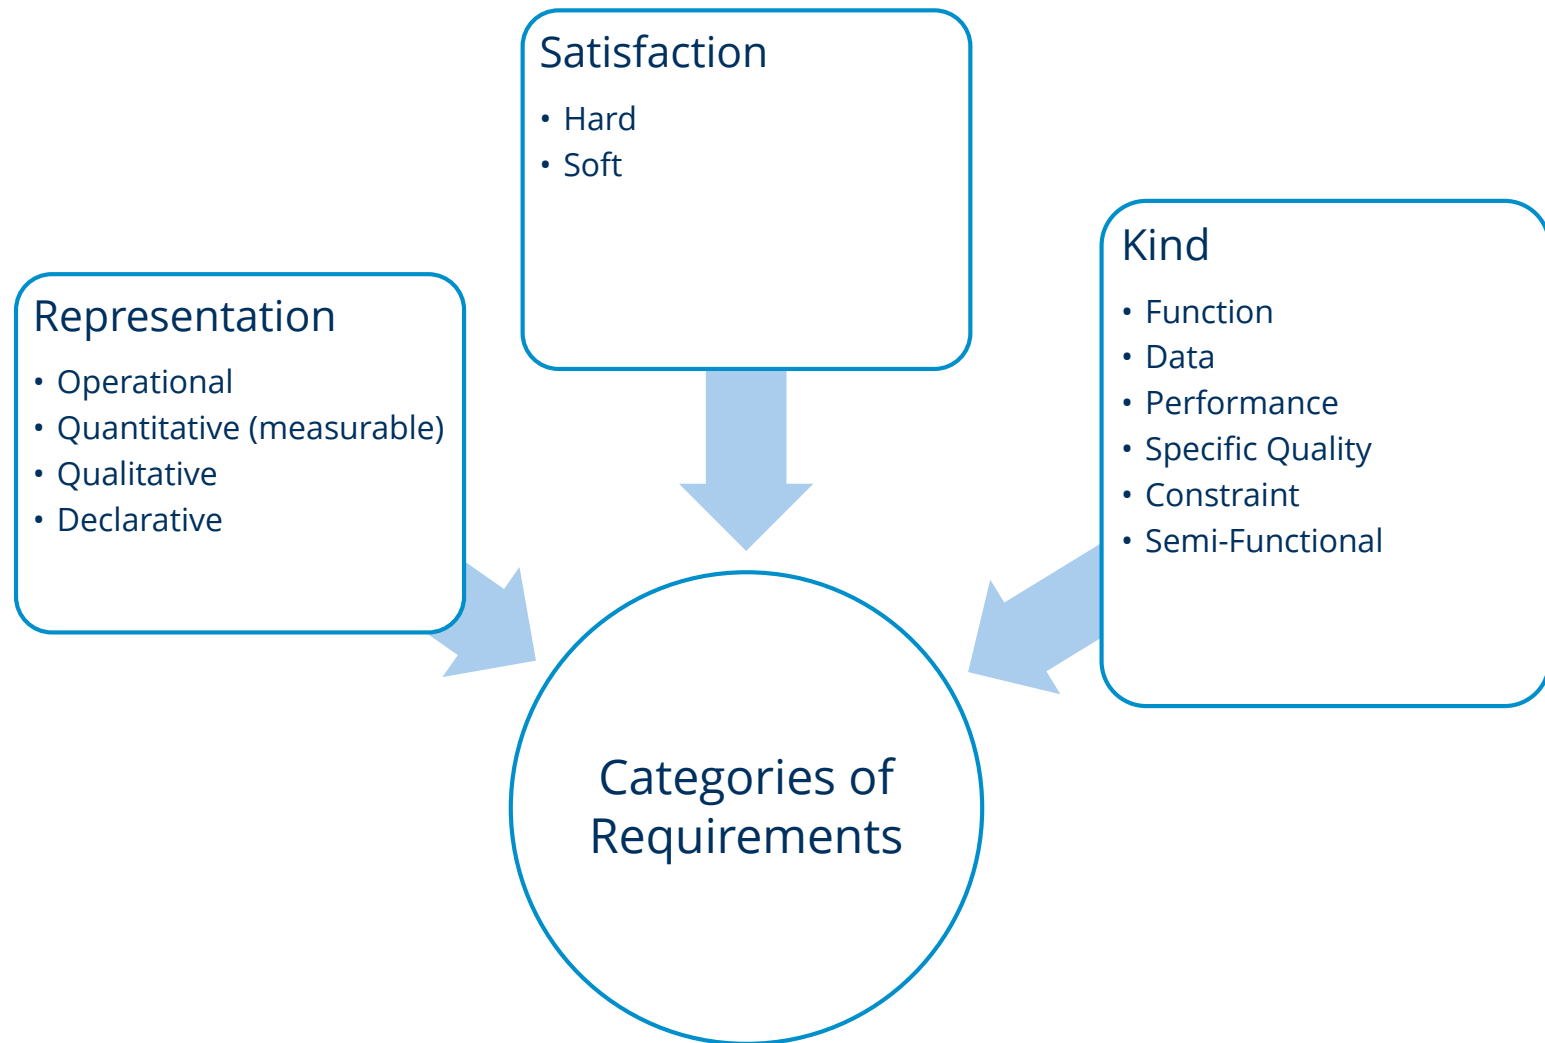 Satisfaction
• Hard
• Soft
Representation
• Operational
• Quantitative (measurable)
• Qualitative
• Declarative
Kind
• Function
• Data
• Performance
• Specific Quality
• Constraint
• Semi-Functional
Categories of
Requirements